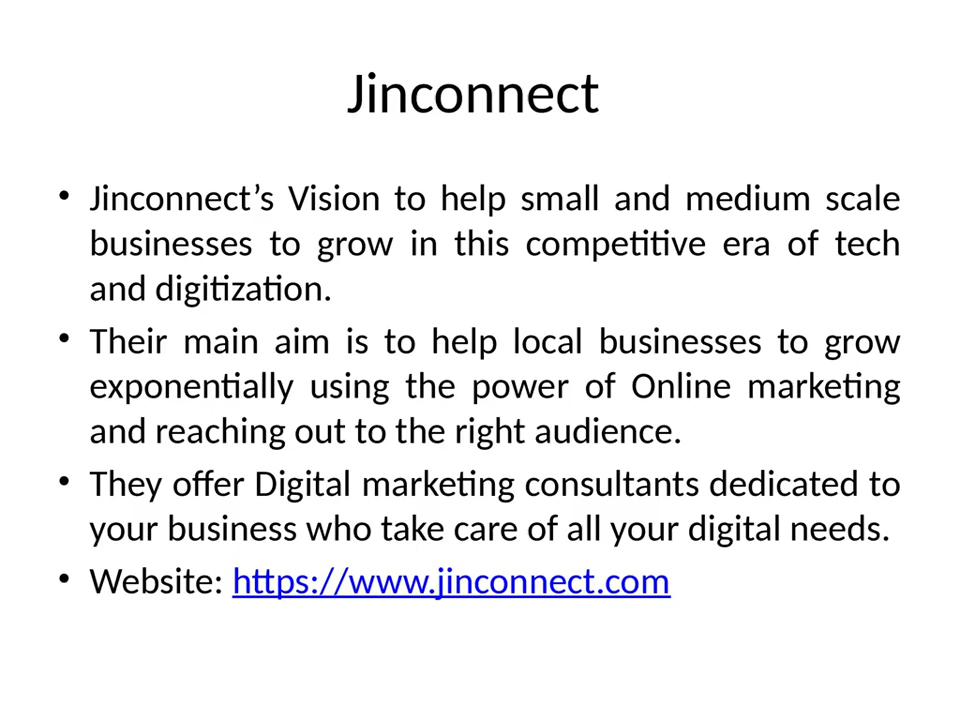 Jinconnect
• Jinconnect’s Vision to help small and medium scale
businesses to grow in this competitive era of tech
and digitization.
• Their main aim is to help local businesses to grow
exponentially using the power of Online marketing
and reaching out to the right audience.
• They offer Digital marketing consultants dedicated to
your business who take care of all your digital needs.
• Website: https://www.jinconnect.com